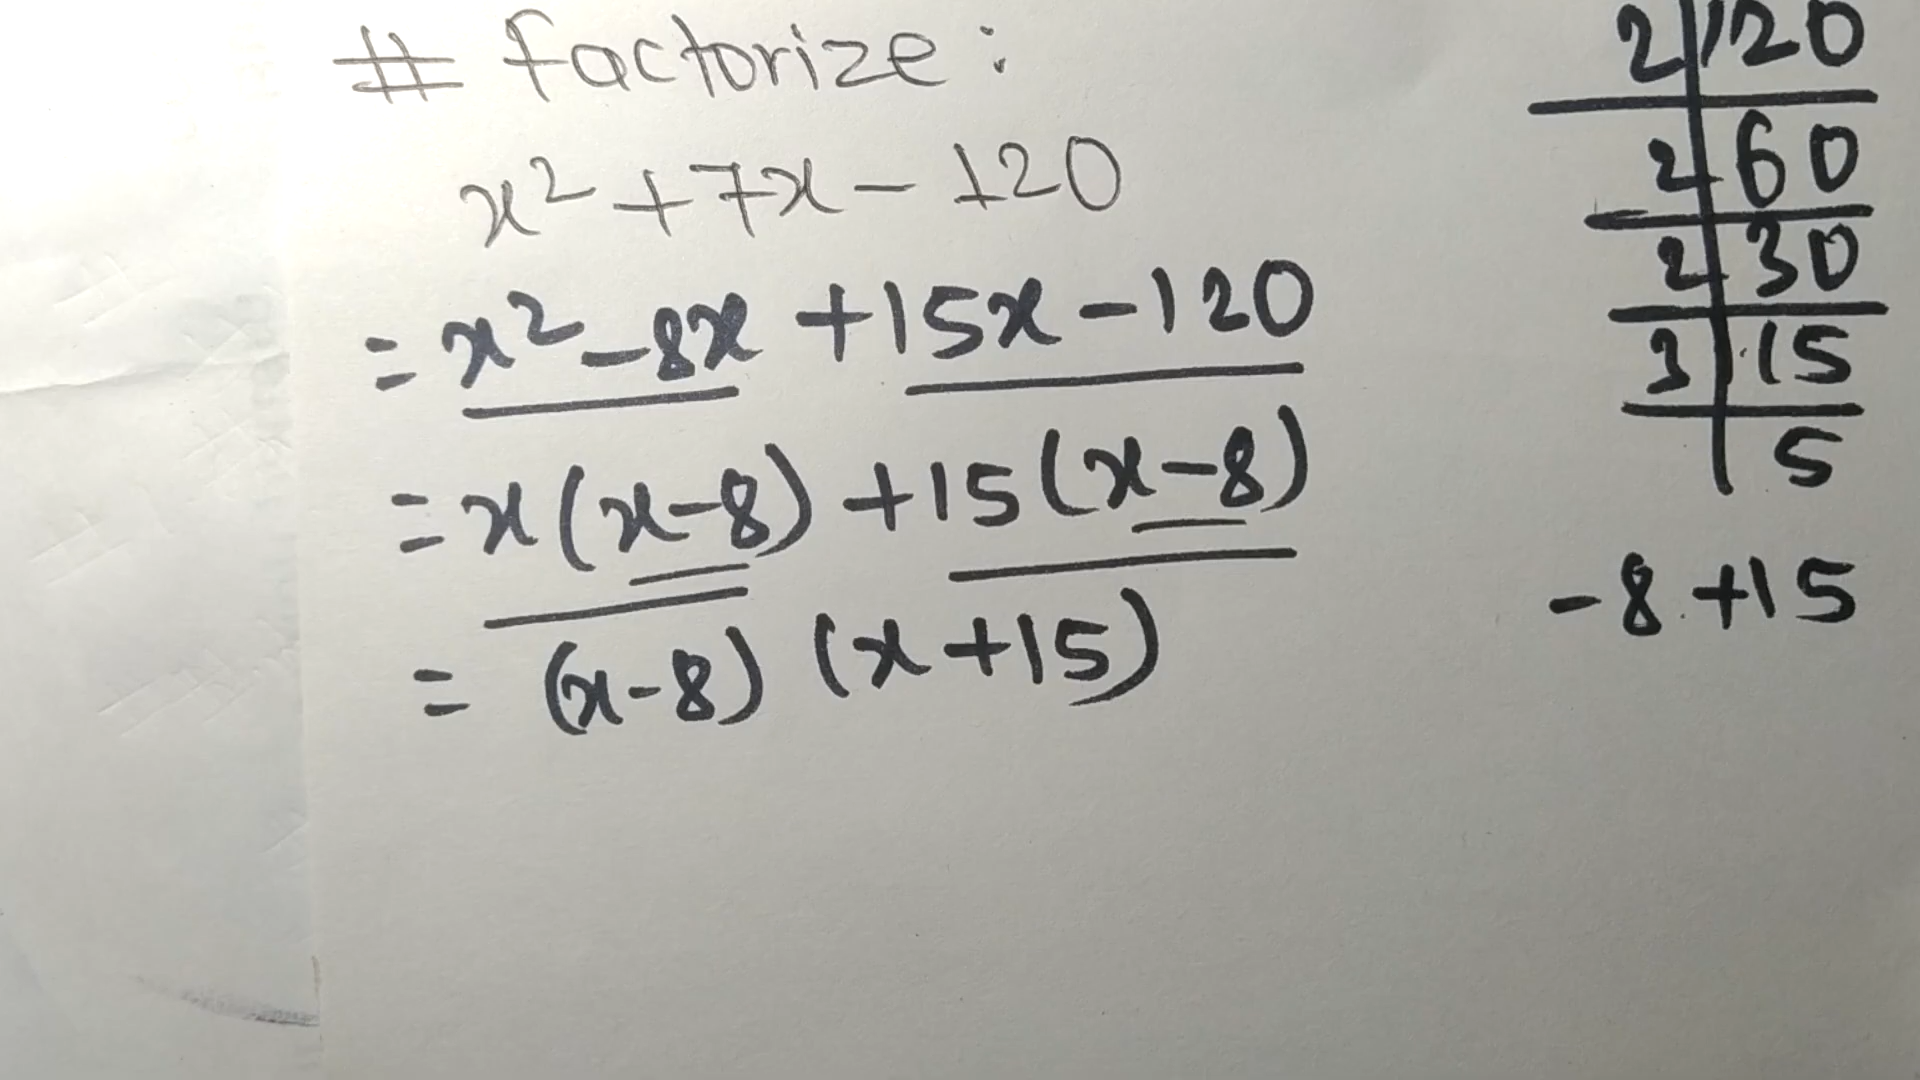 # factorize:
x² + 7x - 120
= x² - 8x + 15x - 120
= x(x-8) + 15(x-8)
= (x-8) (x+15)
2|120
2|60
2|30
3|15
|5
-8 +15